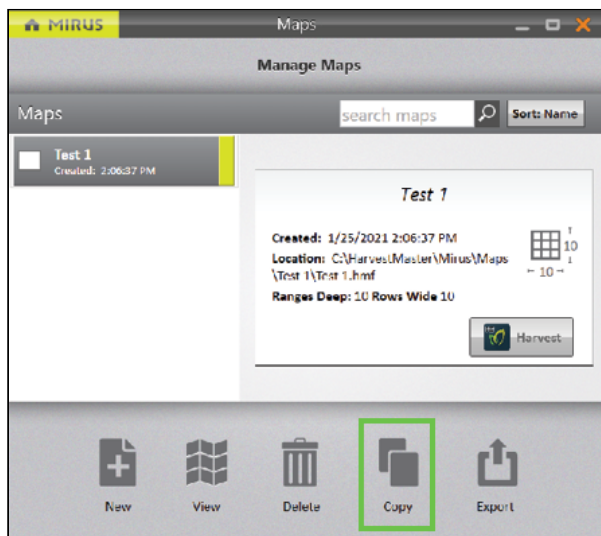 MIRUS
Maps
Manage Maps
Maps
search maps
Sort: Name
Test 1
Created: 2:06:37 PM
Test 1
Created: 1/25/2021 2:06:37 PM
Location: C:\HarvestMaster\Mirus\Maps
\Test 1\Test 1.hmf
Ranges Deep: 10 Rows Wide 10
10
10
Harvest
New
View
Delete
Copy
Export